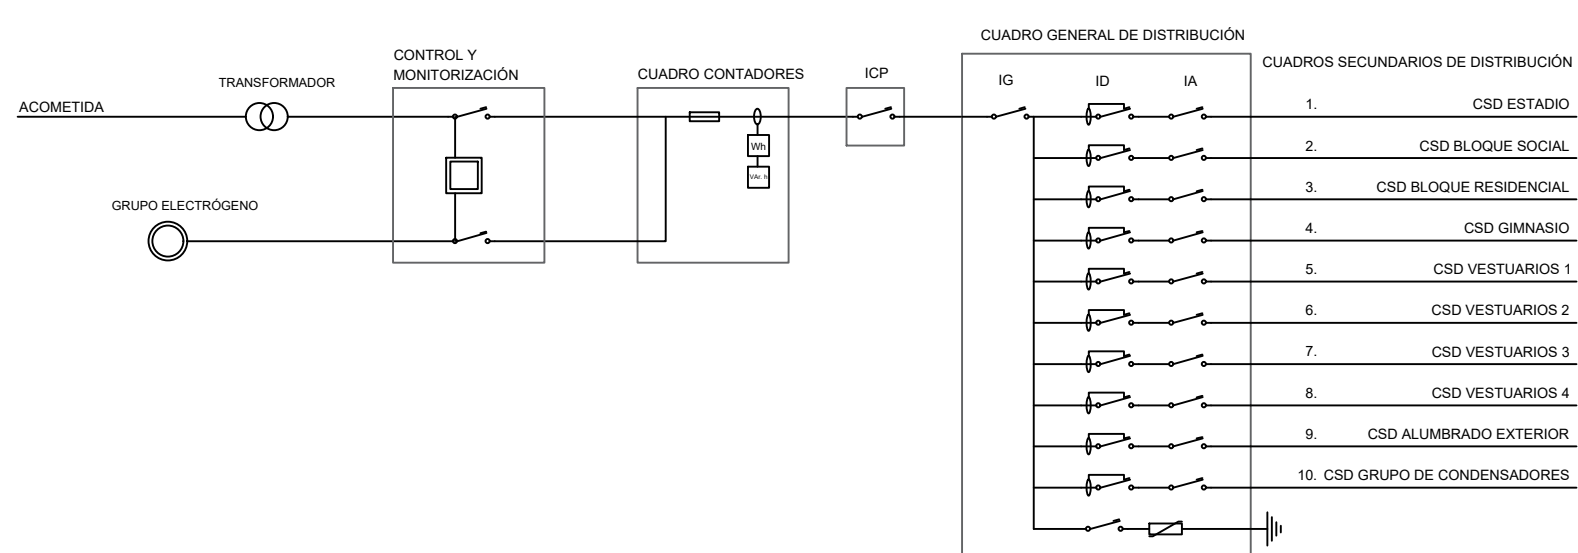 CUADRO GENERAL DE DISTRIBUCIÓN
CONTROL Y
MONITORIZACIÓN
CUADROS SECUNDARIOS DE DISTRIBUCIÓN
TRANSFORMADOR
CUADRO CONTADORES
ICP
IG
ID
IA
ACOMETIDA
1. CSD ESTADIO
2. CSD BLOQUE SOCIAL
Wh
VAr. h
3. CSD BLOQUE RESIDENCIAL
GRUPO ELECTRÓGENO
4. CSD GIMNASIO
5. CSD VESTUARIOS 1
6. CSD VESTUARIOS 2
7. CSD VESTUARIOS 3
8. CSD VESTUARIOS 4
9. CSD ALUMBRADO EXTERIOR
10. CSD GRUPO DE CONDENSADORES